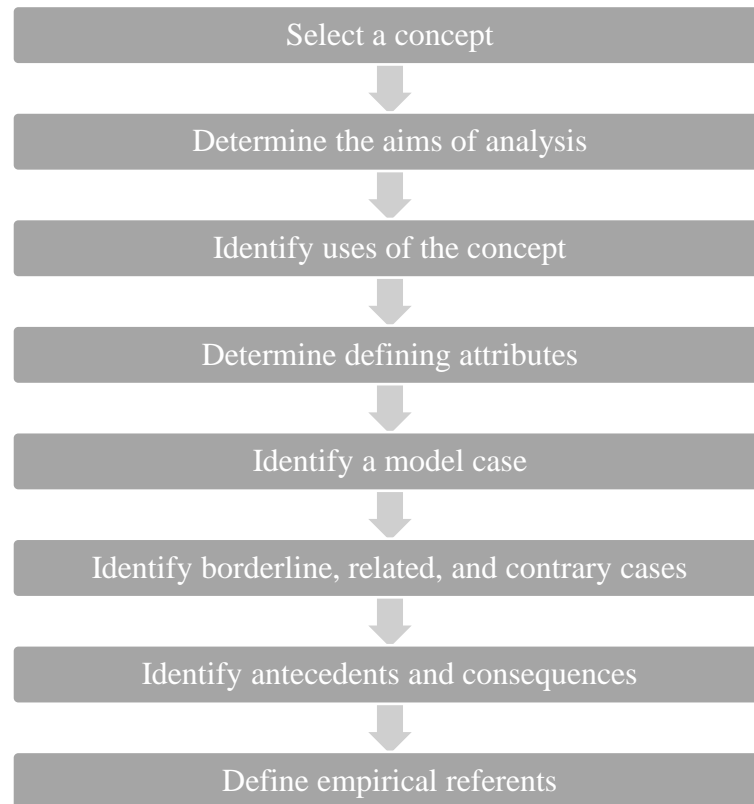 Select a concept
Determine the aims of analysis
Identify uses of the concept
Determine defining attributes
Identify a model case
Identify borderline, related, and contrary cases
Identify antecedents and consequences
Define empirical referents